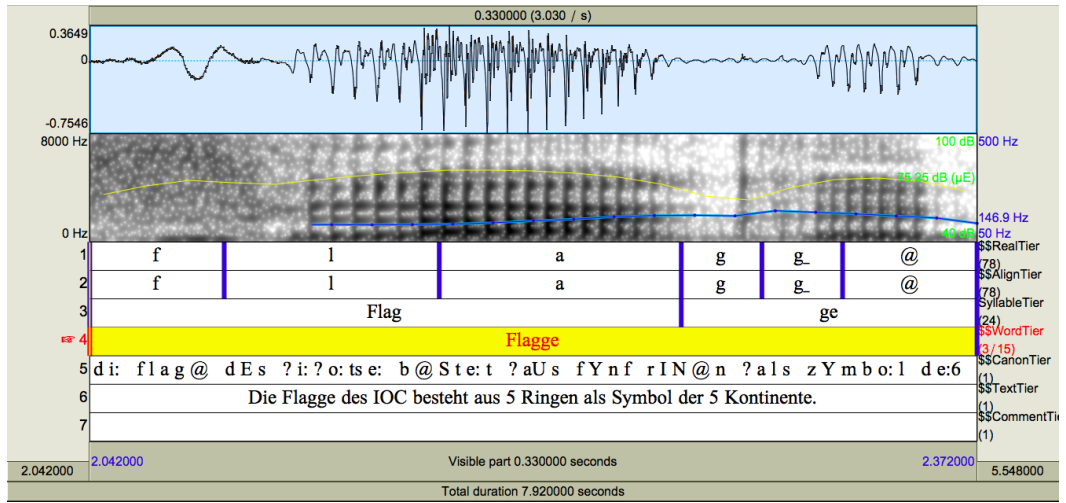 0.330000 (3.030 / s)
0.3649
0
-0.7546
8000 Hz
100 dB 500 Hz
75.25 dB (µE)
146.9 Hz
0 Hz 40 dB 50 Hz
1 f l a g g_ @ $$RealTier (78)
2 f l a g g_ @ $$AlignTier (78)
3 Flag ge SyllableTier (24)
4 Flagge $$WordTier (3 / 15)
5 di: flag@ dEs ?i:?o:tse: b@Ste:t ?aUs fYnf rIN@n ?als zYmbo:l de:6 $$CanonTier (1)
6 Die Flagge des IOC besteht aus 5 Ringen als Symbol der 5 Kontinente. $$TextTier (1)
7 $$CommentTie (1)
2.042000 2.042000 Visible part 0.330000 seconds 2.372000 5.548000
Total duration 7.920000 seconds